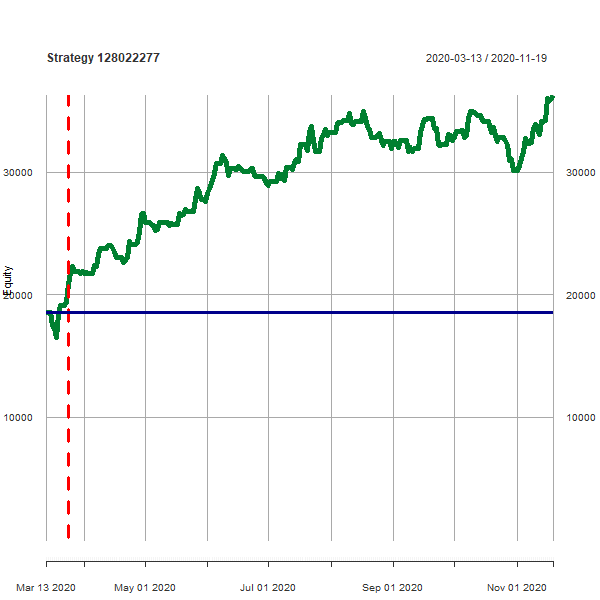 Strategy 128022277
2020-03-13 / 2020-11-19
30000
30000
Equity
20000
20000
10000
10000
Mar 13 2020
May 01 2020
Jul 01 2020
Sep 01 2020
Nov 01 2020